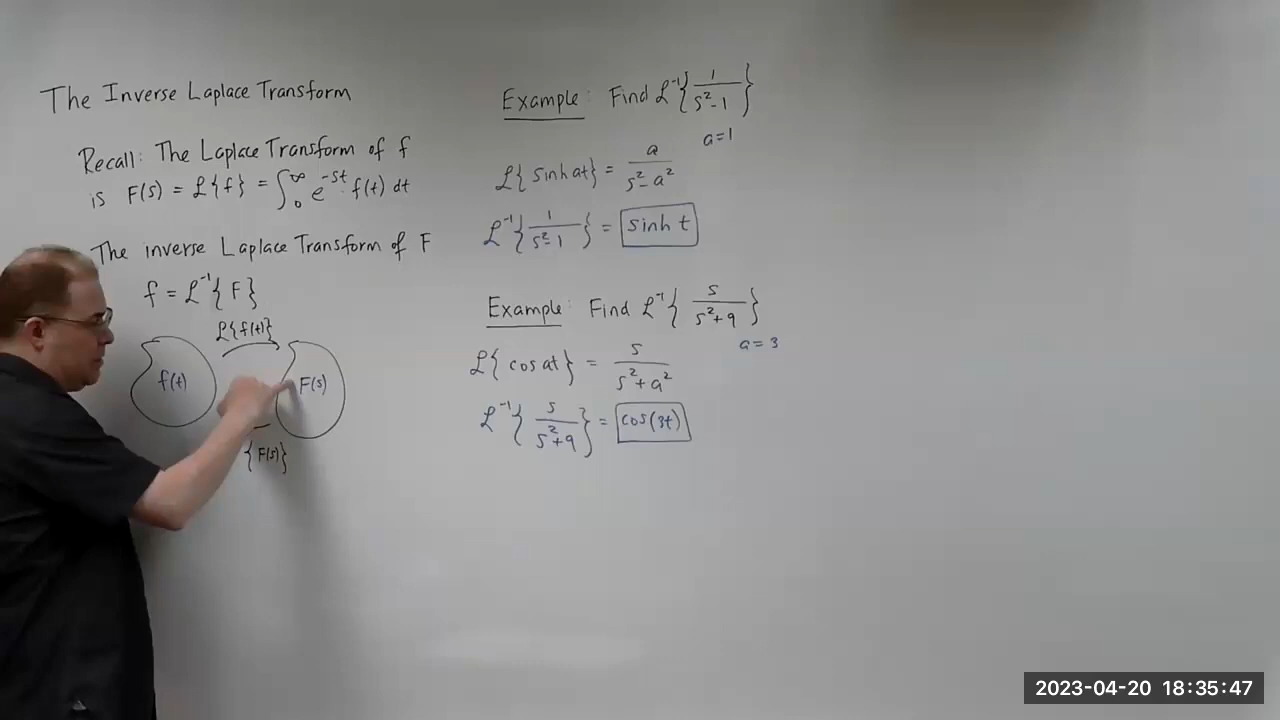 The Inverse Laplace Transform
Recall: The Laplace Transform of f
is F(s) = ℒ{f} = ∫₀^∞ e^{-st} · f(t) dt
The inverse Laplace Transform of F
f = ℒ⁻¹{F}
ℒ{f(t)}
f(t)
F(s)
{F(s)}
Example: Find ℒ⁻¹{1/(s²-1)}
a=1
ℒ{sinh at} = a/(s²-a²)
ℒ⁻¹{1/(s²-1)} = sinh t
Example: Find ℒ⁻¹{s/(s²+9)}
a=3
ℒ{cos at} = s/(s²+a²)
ℒ⁻¹{s/(s²+9)} = cos(3t)
2023-04-20 18:35:47